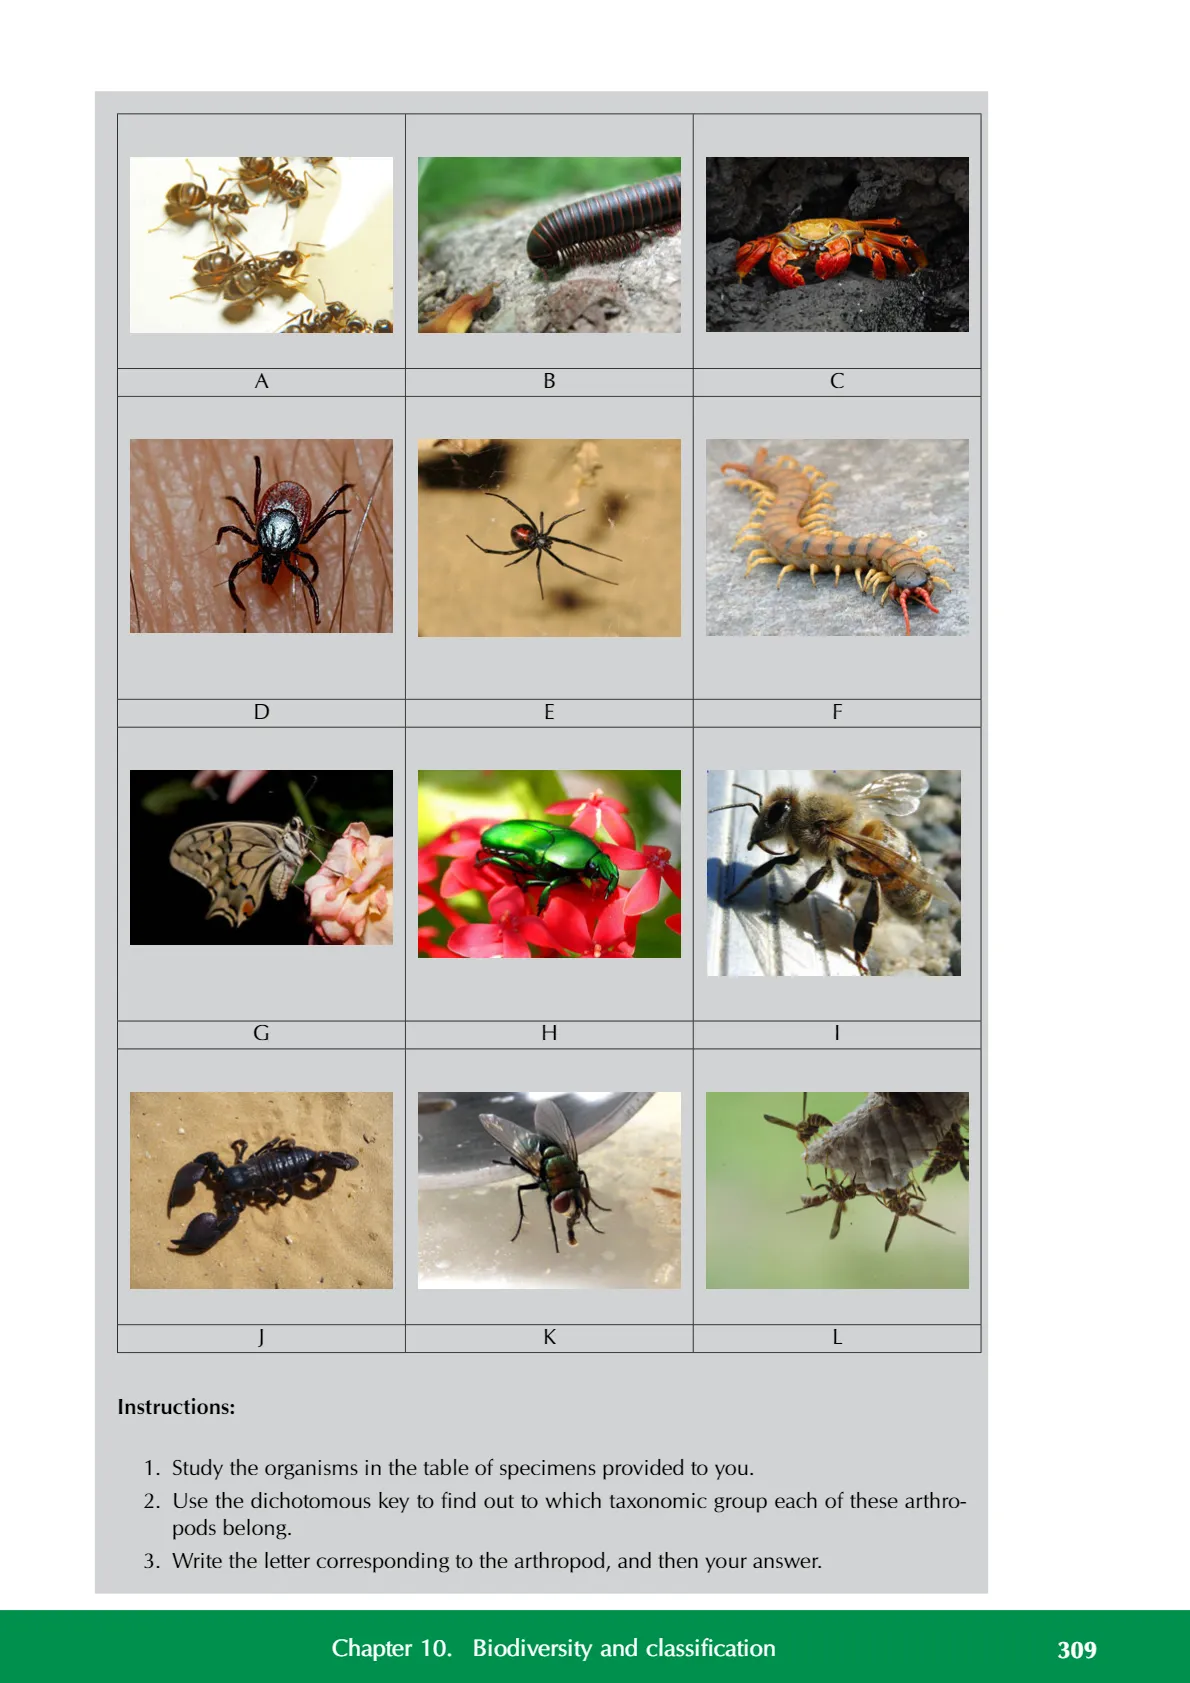 A
B
C
D
E
F
G
H
I
J
K
L
Instructions:
1. Study the organisms in the table of specimens provided to you.
2. Use the dichotomous key to find out to which taxonomic group each of these arthro-
pods belong.
3. Write the letter corresponding to the arthropod, and then your answer.
Chapter 10. Biodiversity and classification
309